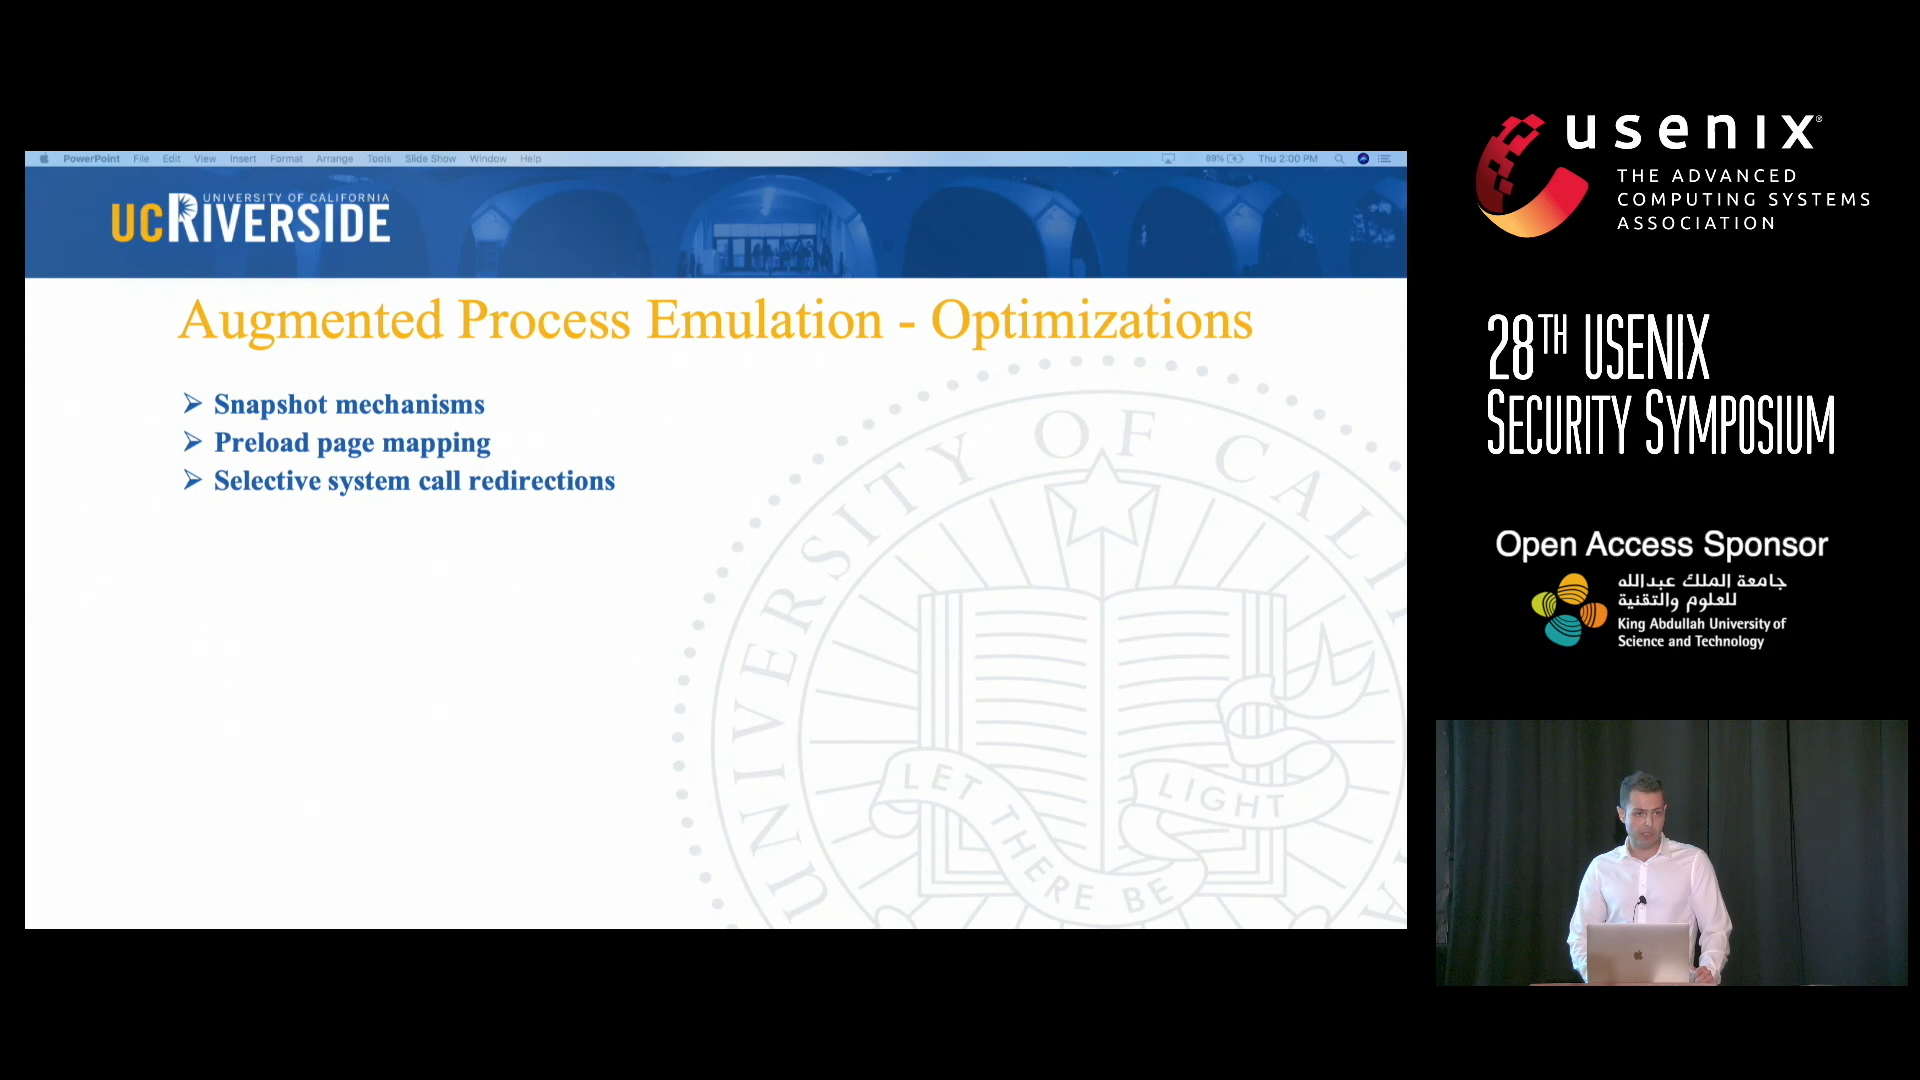 PowerPoint File Edit View Insert Format Arrange Tools Slide Show Window Help 89% Thu 2:00 PM
UNIVERSITY OF CALIFORNIA
UCRIVERSIDE
Augmented Process Emulation - Optimizations
Snapshot mechanisms
Preload page mapping
Selective system call redirections
UNIVERSITY OF CALI
LET THERE BE LIGHT
usenix®
THE ADVANCED
COMPUTING SYSTEMS
ASSOCIATION
28TH USENIX
SECURITY SYMPOSIUM
Open Access Sponsor
جامعة الملك عبدالله
للعلوم والتقنية
King Abdullah University of
Science and Technology